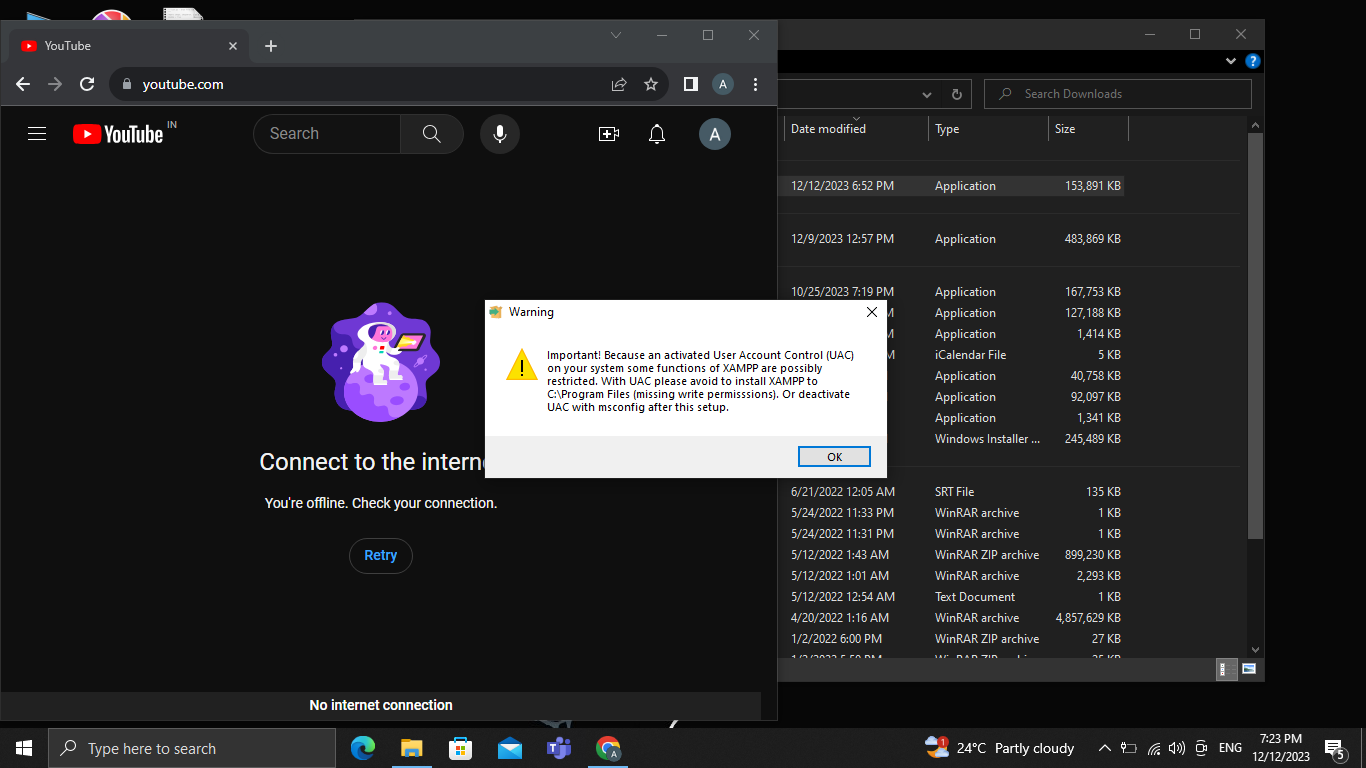 YouTube
youtube.com
A
YouTube IN
Search
A
Connect to the interne
You're offline. Check your connection.
Retry
No internet connection
?
Search Downloads
Date modified Type Size
12/12/2023 6:52 PM Application 153,891 KB
12/9/2023 12:57 PM Application 483,869 KB
10/25/2023 7:19 PM Application 167,753 KB
M Application 127,188 KB
Application 1,414 KB
M iCalendar File 5 KB
Application 40,758 KB
Application 92,097 KB
Application 1,341 KB
Windows Installer ... 245,489 KB
6/21/2022 12:05 AM SRT File 135 KB
5/24/2022 11:33 PM WinRAR archive 1 KB
5/24/2022 11:31 PM WinRAR archive 1 KB
5/12/2022 1:43 AM WinRAR ZIP archive 899,230 KB
5/12/2022 1:01 AM WinRAR archive 2,293 KB
5/12/2022 12:54 AM Text Document 1 KB
4/20/2022 1:16 AM WinRAR archive 4,857,629 KB
1/2/2022 6:00 PM WinRAR ZIP archive 27 KB
Warning
Important! Because an activated User Account Control (UAC)
on your system some functions of XAMPP are possibly
restricted. With UAC please avoid to install XAMPP to
C:\Program Files (missing write permisssions). Or deactivate
UAC with msconfig after this setup.
OK
Type here to search
A
1
24°C Partly cloudy
ENG
7:23 PM
12/12/2023
5